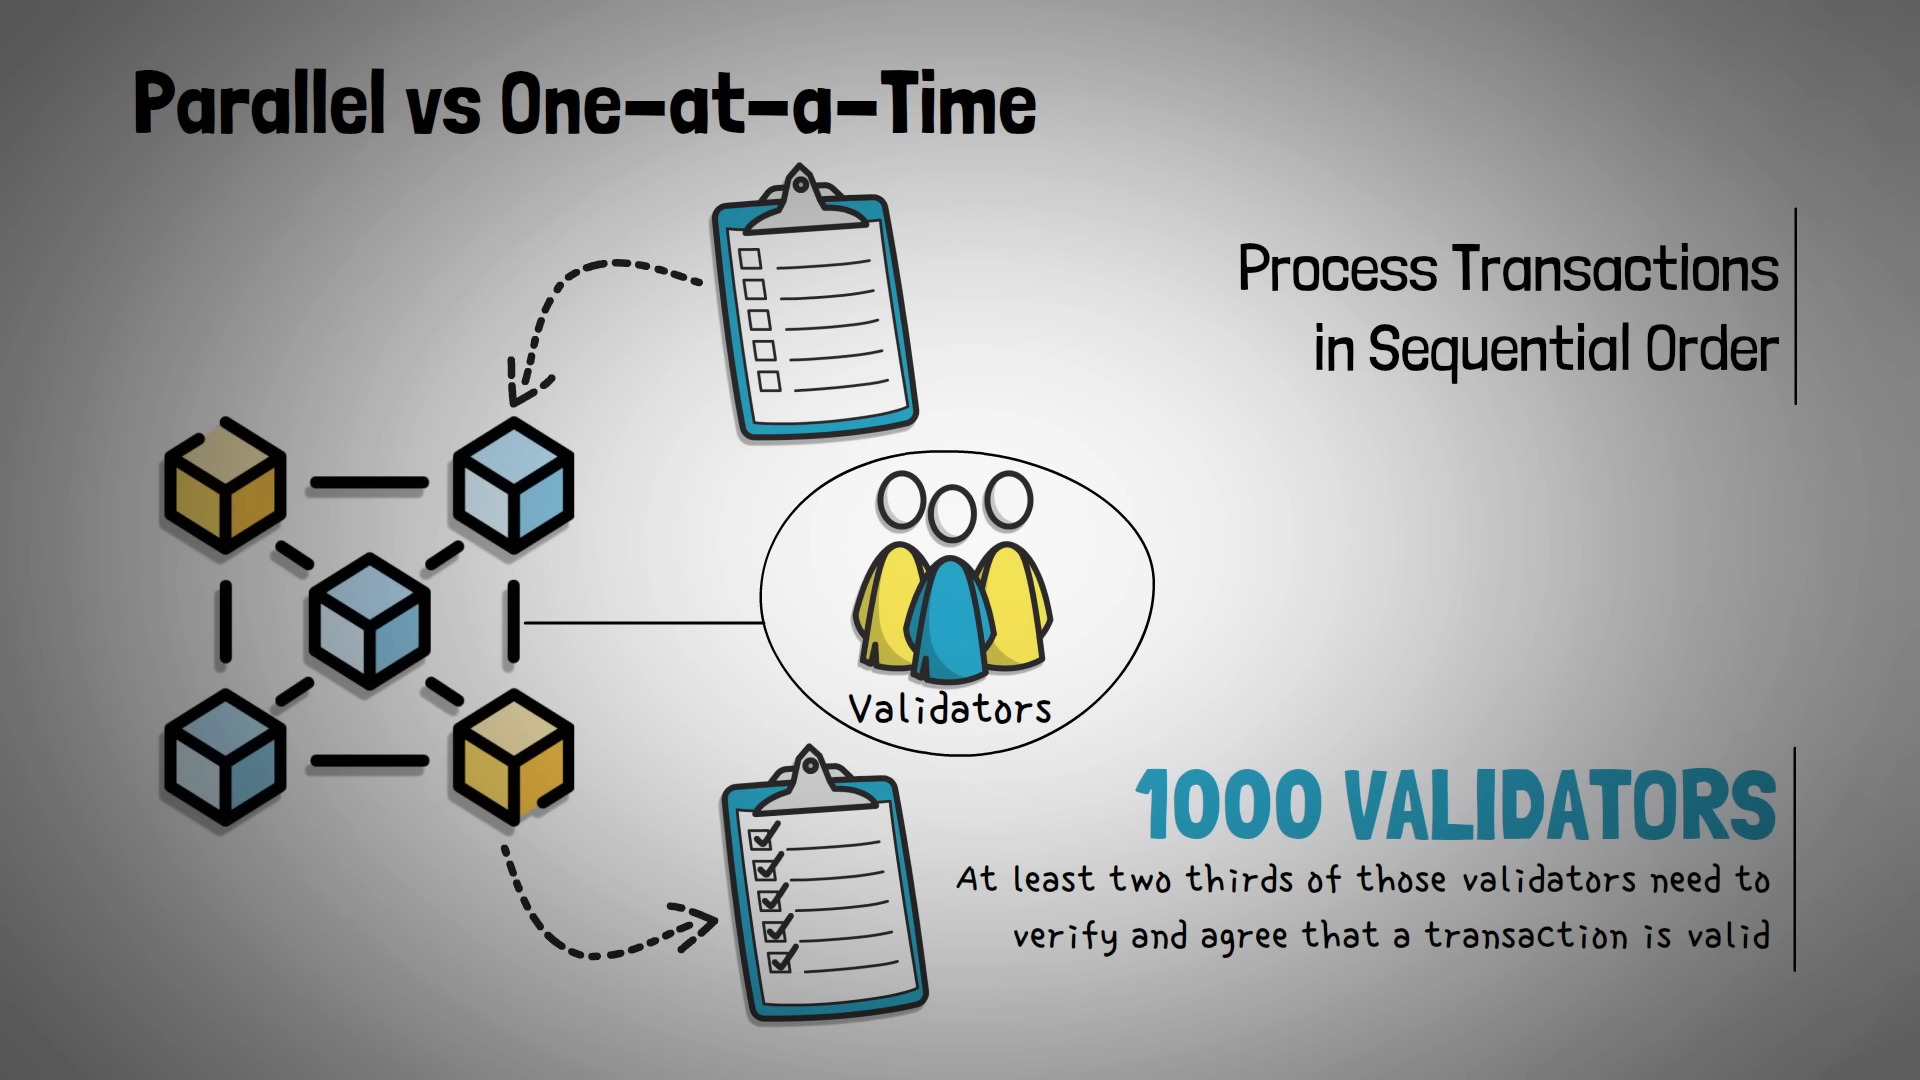 Parallel vs One-at-a-Time
Process Transactions
in Sequential Order
Validators
1000 VALIDATORS
At least two thirds of those validators need to
verify and agree that a transaction is valid